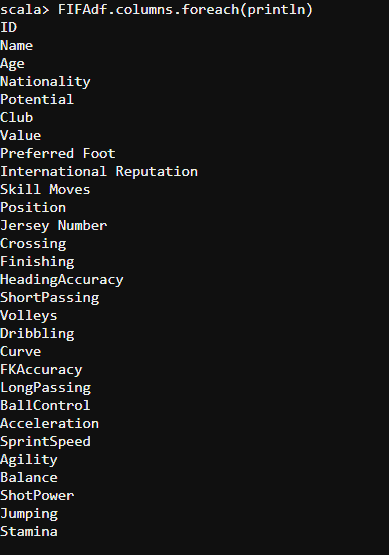 scala> FIFAdf.columns.foreach(println)
ID
Name
Age
Nationality
Potential
Club
Value
Preferred Foot
International Reputation
Skill Moves
Position
Jersey Number
Crossing
Finishing
HeadingAccuracy
ShortPassing
Volleys
Dribbling
Curve
FKAccuracy
LongPassing
BallControl
Acceleration
SprintSpeed
Agility
Balance
ShotPower
Jumping
Stamina